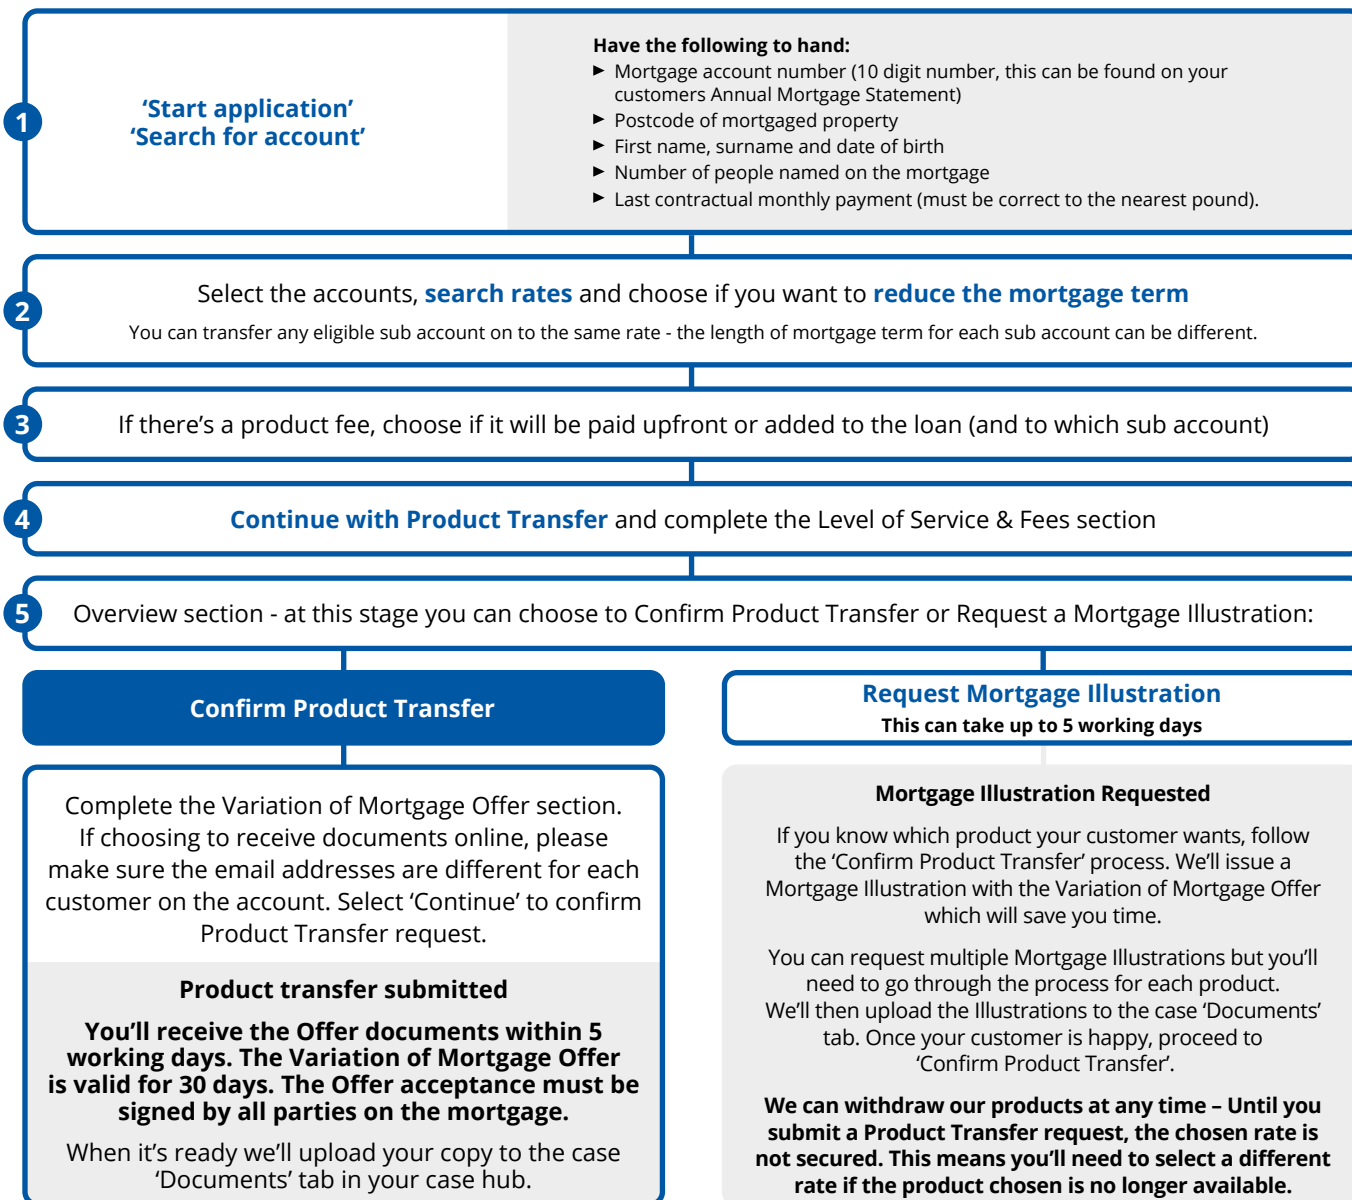 1
‘Start application’
‘Search for account’
Have the following to hand:
► Mortgage account number (10 digit number, this can be found on your
customers Annual Mortgage Statement)
► Postcode of mortgaged property
► First name, surname and date of birth
► Number of people named on the mortgage
► Last contractual monthly payment (must be correct to the nearest pound).
2
Select the accounts, search rates and choose if you want to reduce the mortgage term
You can transfer any eligible sub account on to the same rate - the length of mortgage term for each sub account can be different.
3
If there’s a product fee, choose if it will be paid upfront or added to the loan (and to which sub account)
4
Continue with Product Transfer and complete the Level of Service & Fees section
5
Overview section - at this stage you can choose to Confirm Product Transfer or Request a Mortgage Illustration:
Confirm Product Transfer
Complete the Variation of Mortgage Offer section.
If choosing to receive documents online, please
make sure the email addresses are different for each
customer on the account. Select ‘Continue’ to confirm
Product Transfer request.
Product transfer submitted
You’ll receive the Offer documents within 5
working days. The Variation of Mortgage Offer
is valid for 30 days. The Offer acceptance must be
signed by all parties on the mortgage.
When it’s ready we’ll upload your copy to the case
‘Documents’ tab in your case hub.
Request Mortgage Illustration
This can take up to 5 working days
Mortgage Illustration Requested
If you know which product your customer wants, follow
the ‘Confirm Product Transfer’ process. We’ll issue a
Mortgage Illustration with the Variation of Mortgage Offer
which will save you time.
You can request multiple Mortgage Illustrations but you’ll
need to go through the process for each product.
We’ll then upload the Illustrations to the case ‘Documents’
tab. Once your customer is happy, proceed to
‘Confirm Product Transfer’.
We can withdraw our products at any time – Until you
submit a Product Transfer request, the chosen rate is
not secured. This means you’ll need to select a different
rate if the product chosen is no longer available.